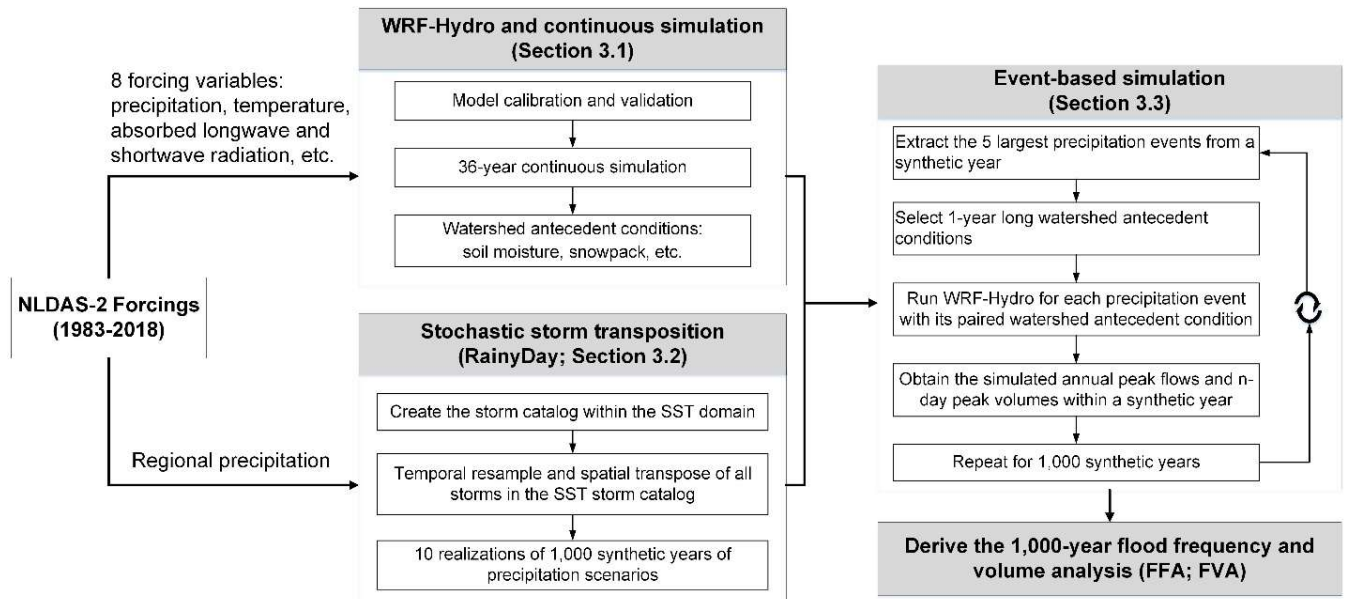 NLDAS-2 Forcings
(1983-2018)
8 forcing variables:
precipitation, temperature,
absorbed longwave and
shortwave radiation, etc.
Regional precipitation
WRF-Hydro and continuous simulation
(Section 3.1)
Model calibration and validation
36-year continuous simulation
Watershed antecedent conditions:
soil moisture, snowpack, etc.
Stochastic storm transposition
(RainyDay; Section 3.2)
Create the storm catalog within the SST domain
Temporal resample and spatial transpose of all
storms in the SST storm catalog
10 realizations of 1,000 synthetic years of
precipitation scenarios
Event-based simulation
(Section 3.3)
Extract the 5 largest precipitation events from a
synthetic year
Select 1-year long watershed antecedent
conditions
Run WRF-Hydro for each precipitation event
with its paired watershed antecedent condition
Obtain the simulated annual peak flows and n-
day peak volumes within a synthetic year
Repeat for 1,000 synthetic years
Derive the 1,000-year flood frequency and
volume analysis (FFA; FVA)